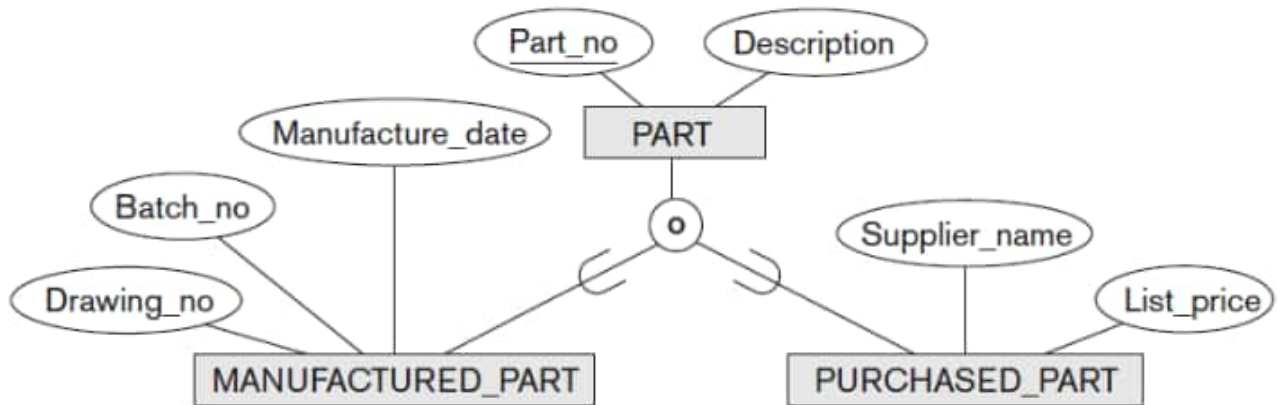 Part_no
Description
PART
Manufacture_date
Batch_no
Drawing_no
o
Supplier_name
List_price
MANUFACTURED_PART
PURCHASED_PART